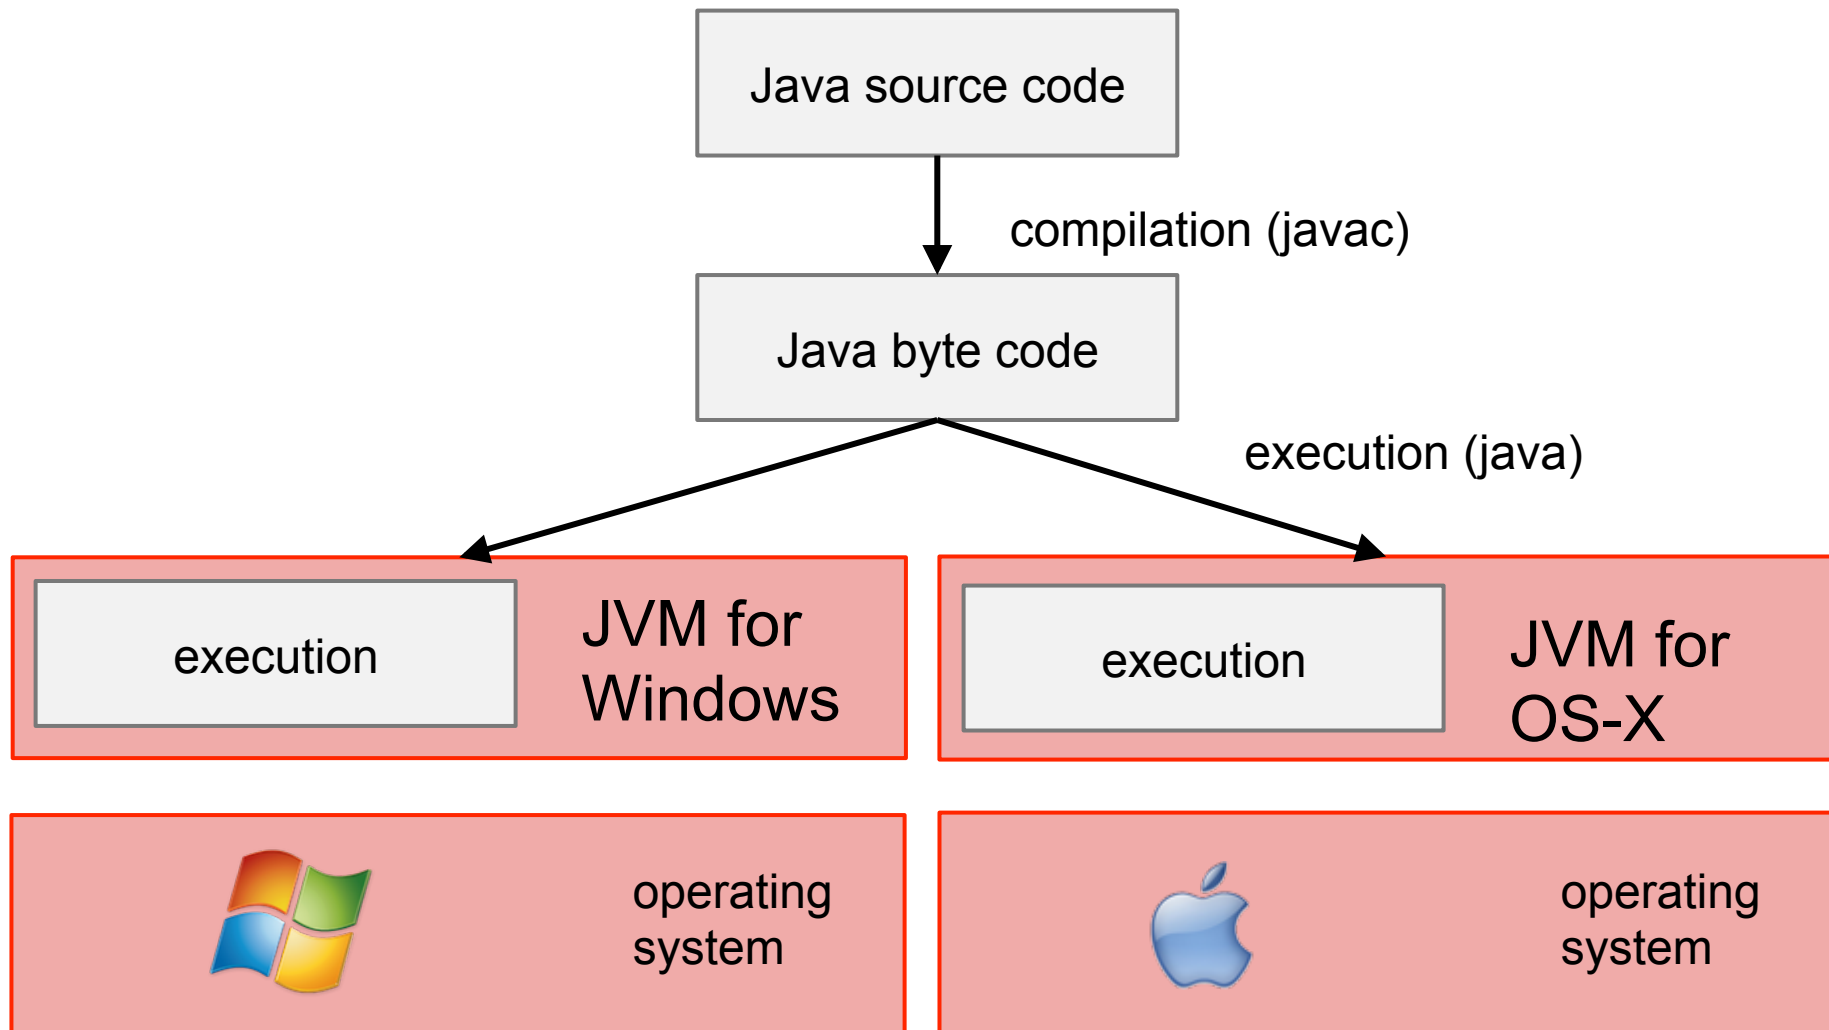 Java source code
compilation (javac)
Java byte code
execution (java)
execution
JVM for
Windows
execution
JVM for
OS-X
operating
system
operating
system